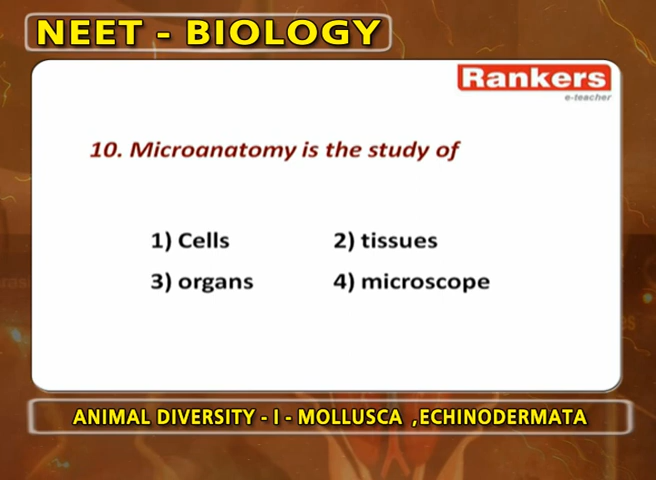 NEET - BIOLOGY
Rankers
e-teacher
10. Microanatomy is the study of
1) Cells 2) tissues
3) organs 4) microscope
ANIMAL DIVERSITY - I - MOLLUSCA ,ECHINODERMATA